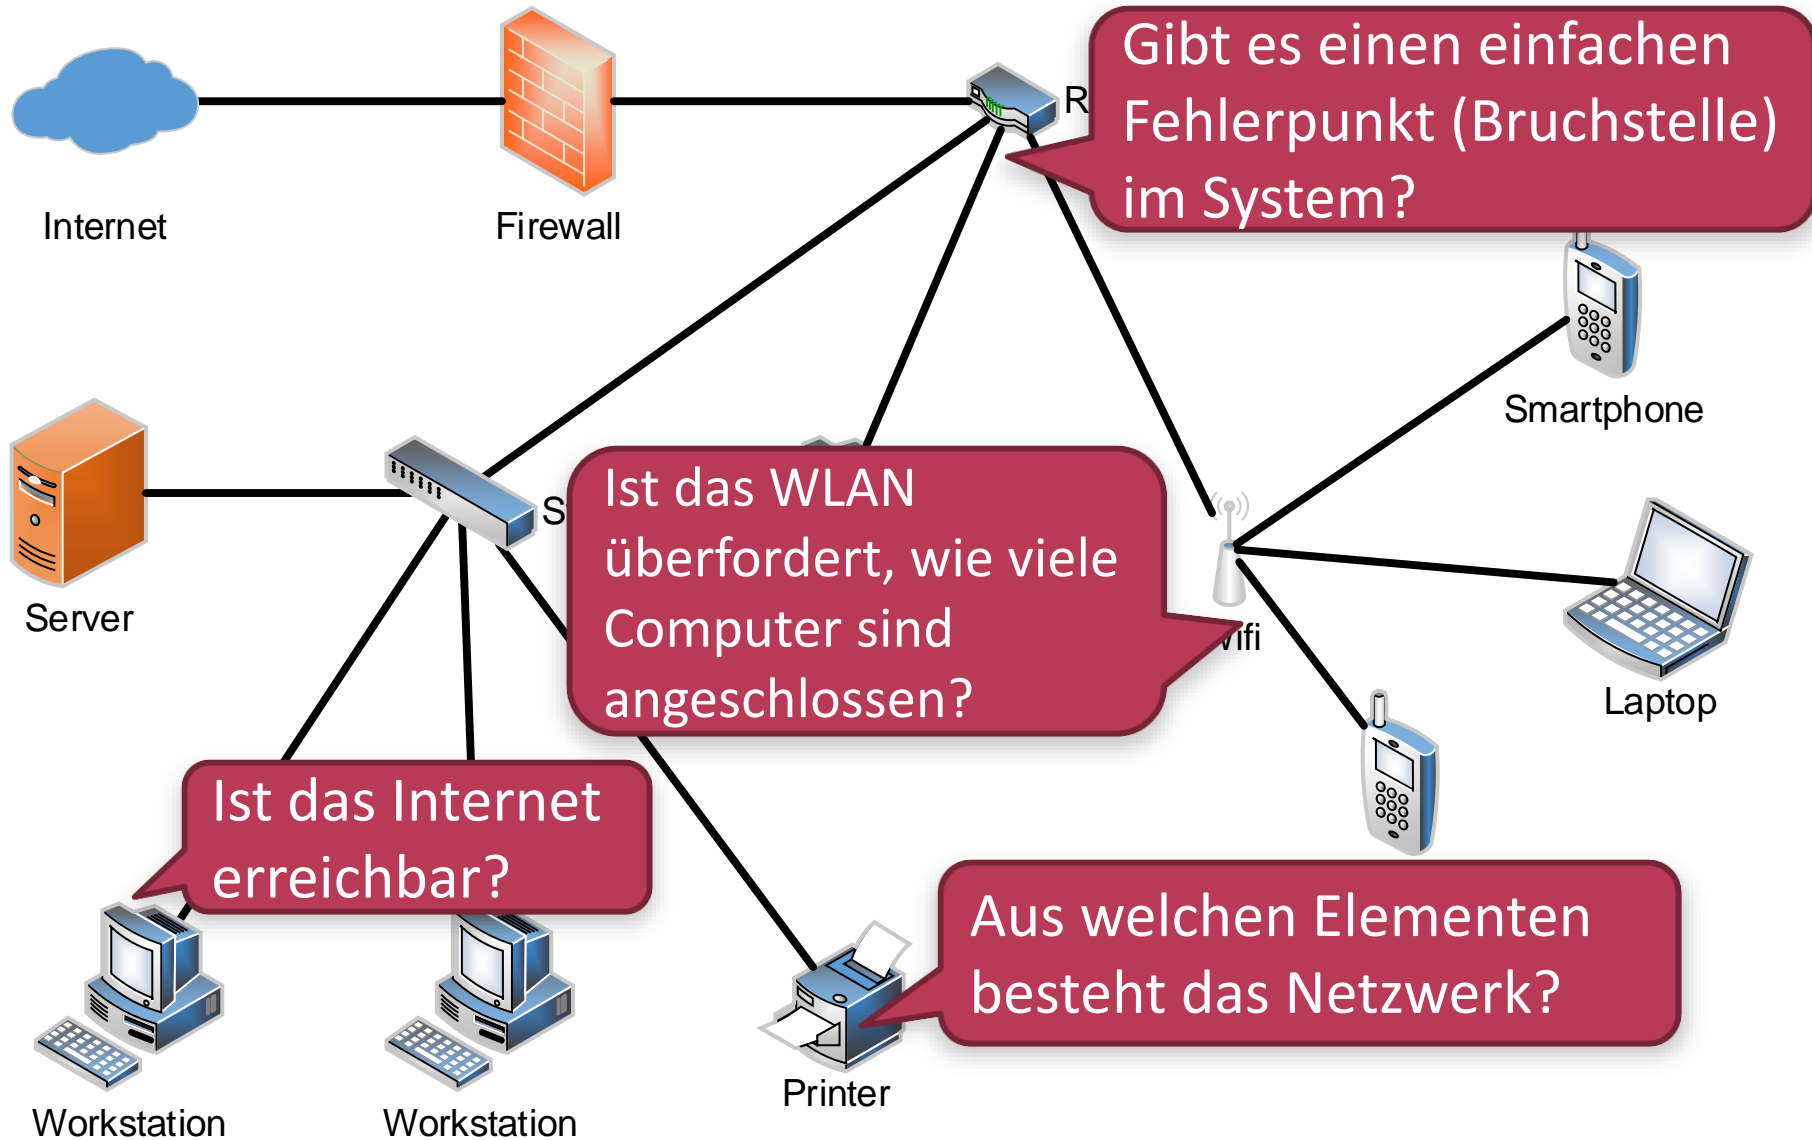 Gibt es einen einfachen
Fehlerpunkt (Bruchstelle)
im System?
R
Internet
Firewall
Smartphone
Ist das WLAN
überfordert, wie viele
Computer sind
angeschlossen?
S
Server
ifi
Laptop
Ist das Internet
erreichbar?
Aus welchen Elementen
besteht das Netzwerk?
Printer
Workstation
Workstation